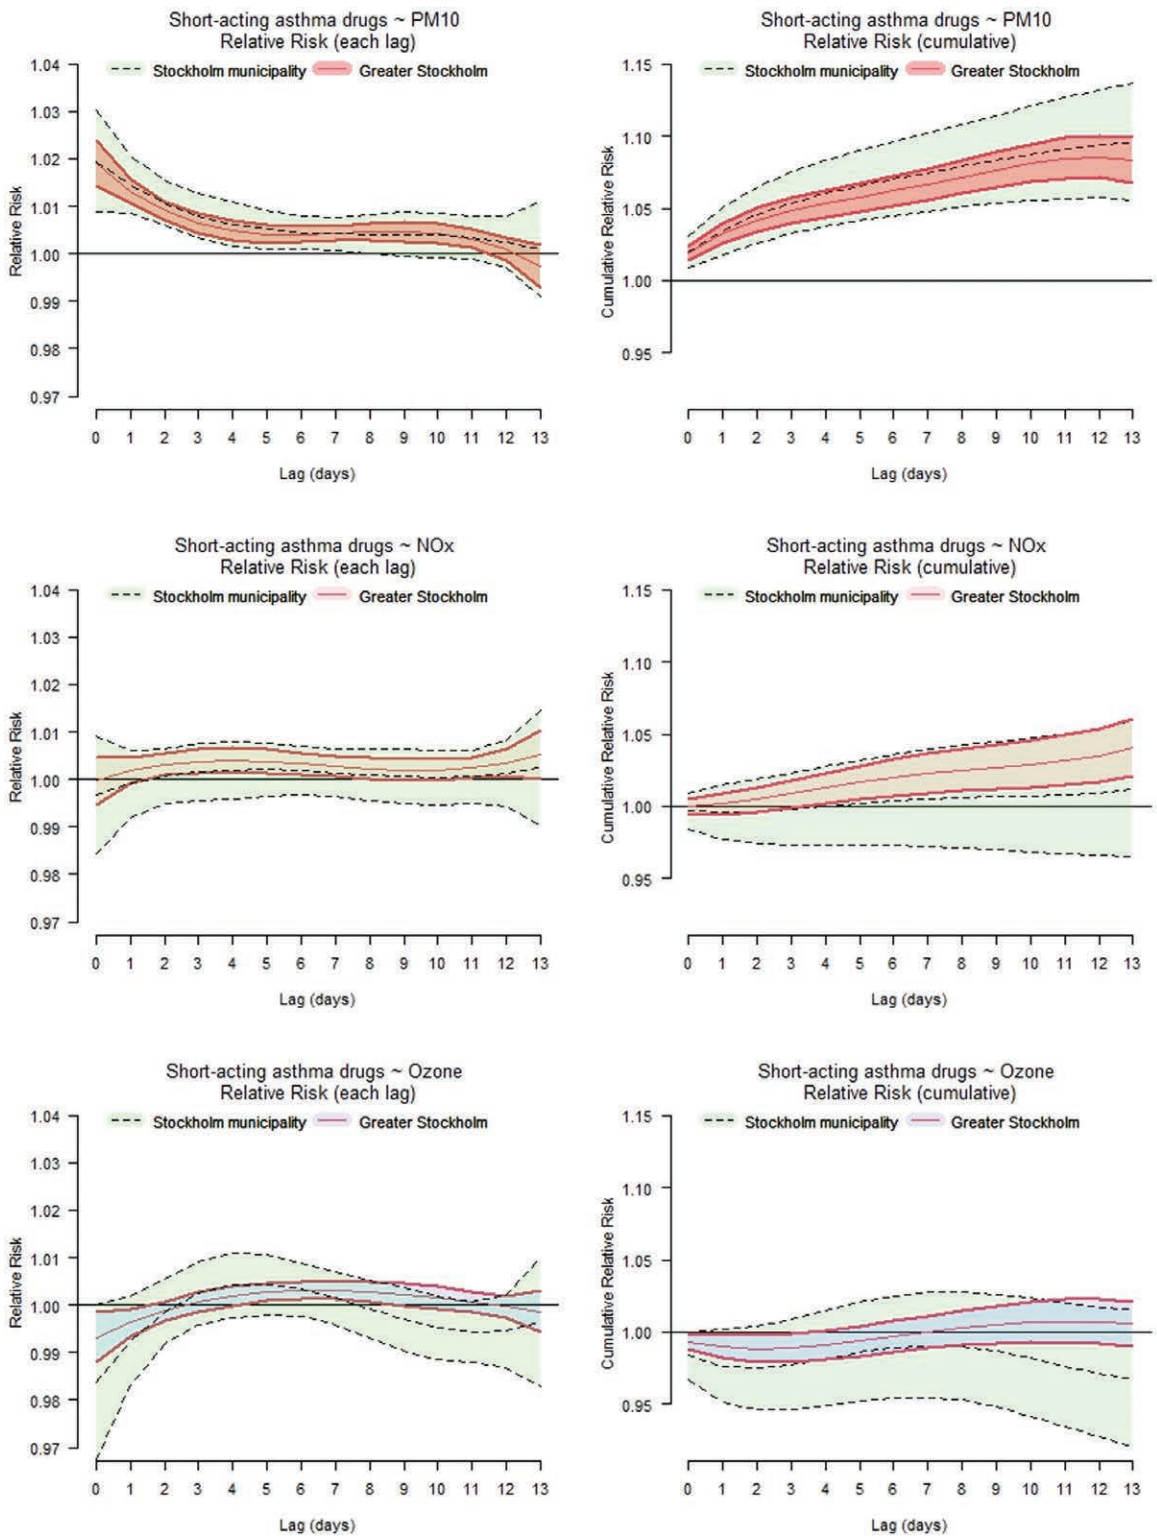 Short-acting asthma drugs ~ PM10
Relative Risk (each lag)
Stockholm municipality Greater Stockholm
1.04
1.03
1.02
1.01
1.00
0.99
0.98
0.97
Relative Risk
0 1 2 3 4 5 6 7 8 9 10 11 12 13
Lag (days)
Short-acting asthma drugs ~ PM10
Relative Risk (cumulative)
Stockholm municipality Greater Stockholm
1.15
1.10
1.05
1.00
0.95
Cumulative Relative Risk
0 1 2 3 4 5 6 7 8 9 10 11 12 13
Lag (days)
Short-acting asthma drugs ~ NOx
Relative Risk (each lag)
Stockholm municipality Greater Stockholm
1.04
1.03
1.02
1.01
1.00
0.99
0.98
0.97
Relative Risk
0 1 2 3 4 5 6 7 8 9 10 11 12 13
Lag (days)
Short-acting asthma drugs ~ NOx
Relative Risk (cumulative)
Stockholm municipality Greater Stockholm
1.15
1.10
1.05
1.00
0.95
Cumulative Relative Risk
0 1 2 3 4 5 6 7 8 9 10 11 12 13
Lag (days)
Short-acting asthma drugs ~ Ozone
Relative Risk (each lag)
Stockholm municipality Greater Stockholm
1.04
1.03
1.02
1.01
1.00
0.99
0.98
0.97
Relative Risk
0 1 2 3 4 5 6 7 8 9 10 11 12 13
Lag (days)
Short-acting asthma drugs ~ Ozone
Relative Risk (cumulative)
Stockholm municipality Greater Stockholm
1.15
1.10
1.05
1.00
0.95
Cumulative Relative Risk
0 1 2 3 4 5 6 7 8 9 10 11 12 13
Lag (days)